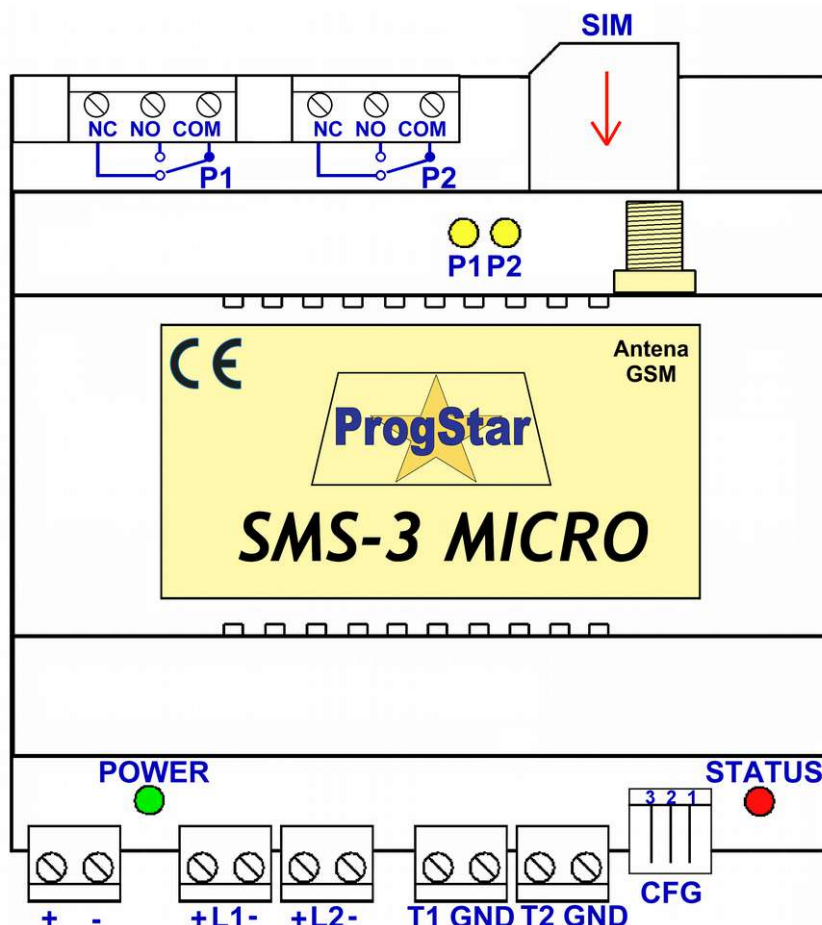 SIM
NC NO COM NC NO COM
P1 P2
P1 P2
CE Antena
GSM
ProgStar
SMS-3 MICRO
POWER STATUS
3 2 1
CFG
+ - +L1- +L2- T1 GND T2 GND